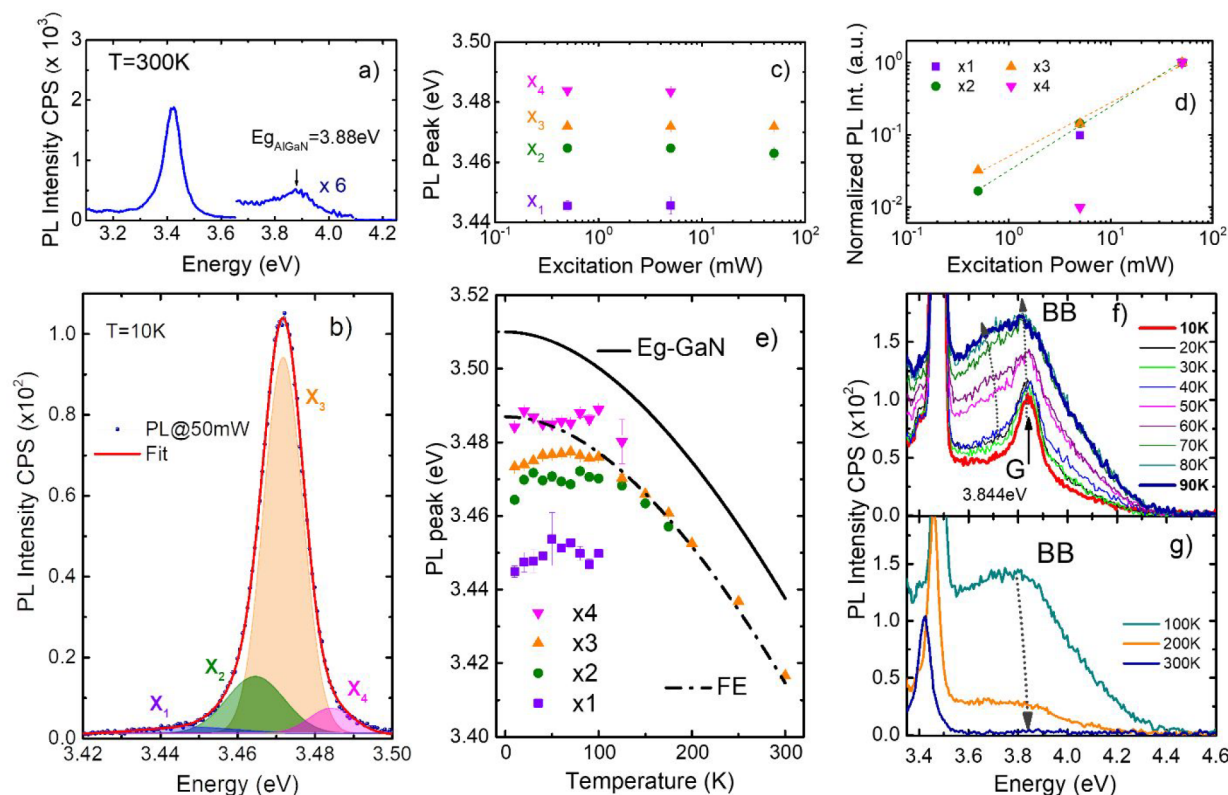 PL Intensity CPS (x 10³)
T=300K
a)
Eg_AlGaN=3.88eV
x 6
2
1
0
3.2 3.4 3.6 3.8 4.0 4.2
Energy (eV)
PL Peak (eV)
3.50
3.48
3.46
3.44
c)
X₄
X₃
X₂
X₁
10⁻¹ 10⁰ 10¹ 10²
Excitation Power (mW)
Normalized PL Int. (a.u.)
10⁰
10⁻¹
10⁻²
x1 x3
x2 x4
d)
10⁻¹ 10⁰ 10¹ 10²
Excitation Power (mW)
PL Intensity CPS (x10²)
1.0
0.8
0.6
0.4
0.2
0.0
b)
T=10K
X₃
PL@50mW
Fit
X₂
X₁
X₄
3.42 3.44 3.46 3.48 3.50
Energy (eV)
PL peak (eV)
3.52
3.50
3.48
3.46
3.44
3.42
3.40
Eg-GaN
e)
x4
x3
x2
x1
FE
0 50 100 150 200 250 300
Temperature (K)
PL Intensity CPS (x10²)
1.5
1.0
0.5
0.0
BB
f)
10K
20K
30K
40K
50K
60K
70K
80K
90K
G
3.844eV
1.5
1.0
0.5
0.0
BB
g)
100K
200K
300K
3.4 3.6 3.8 4.0 4.2 4.4 4.6
Energy (eV)